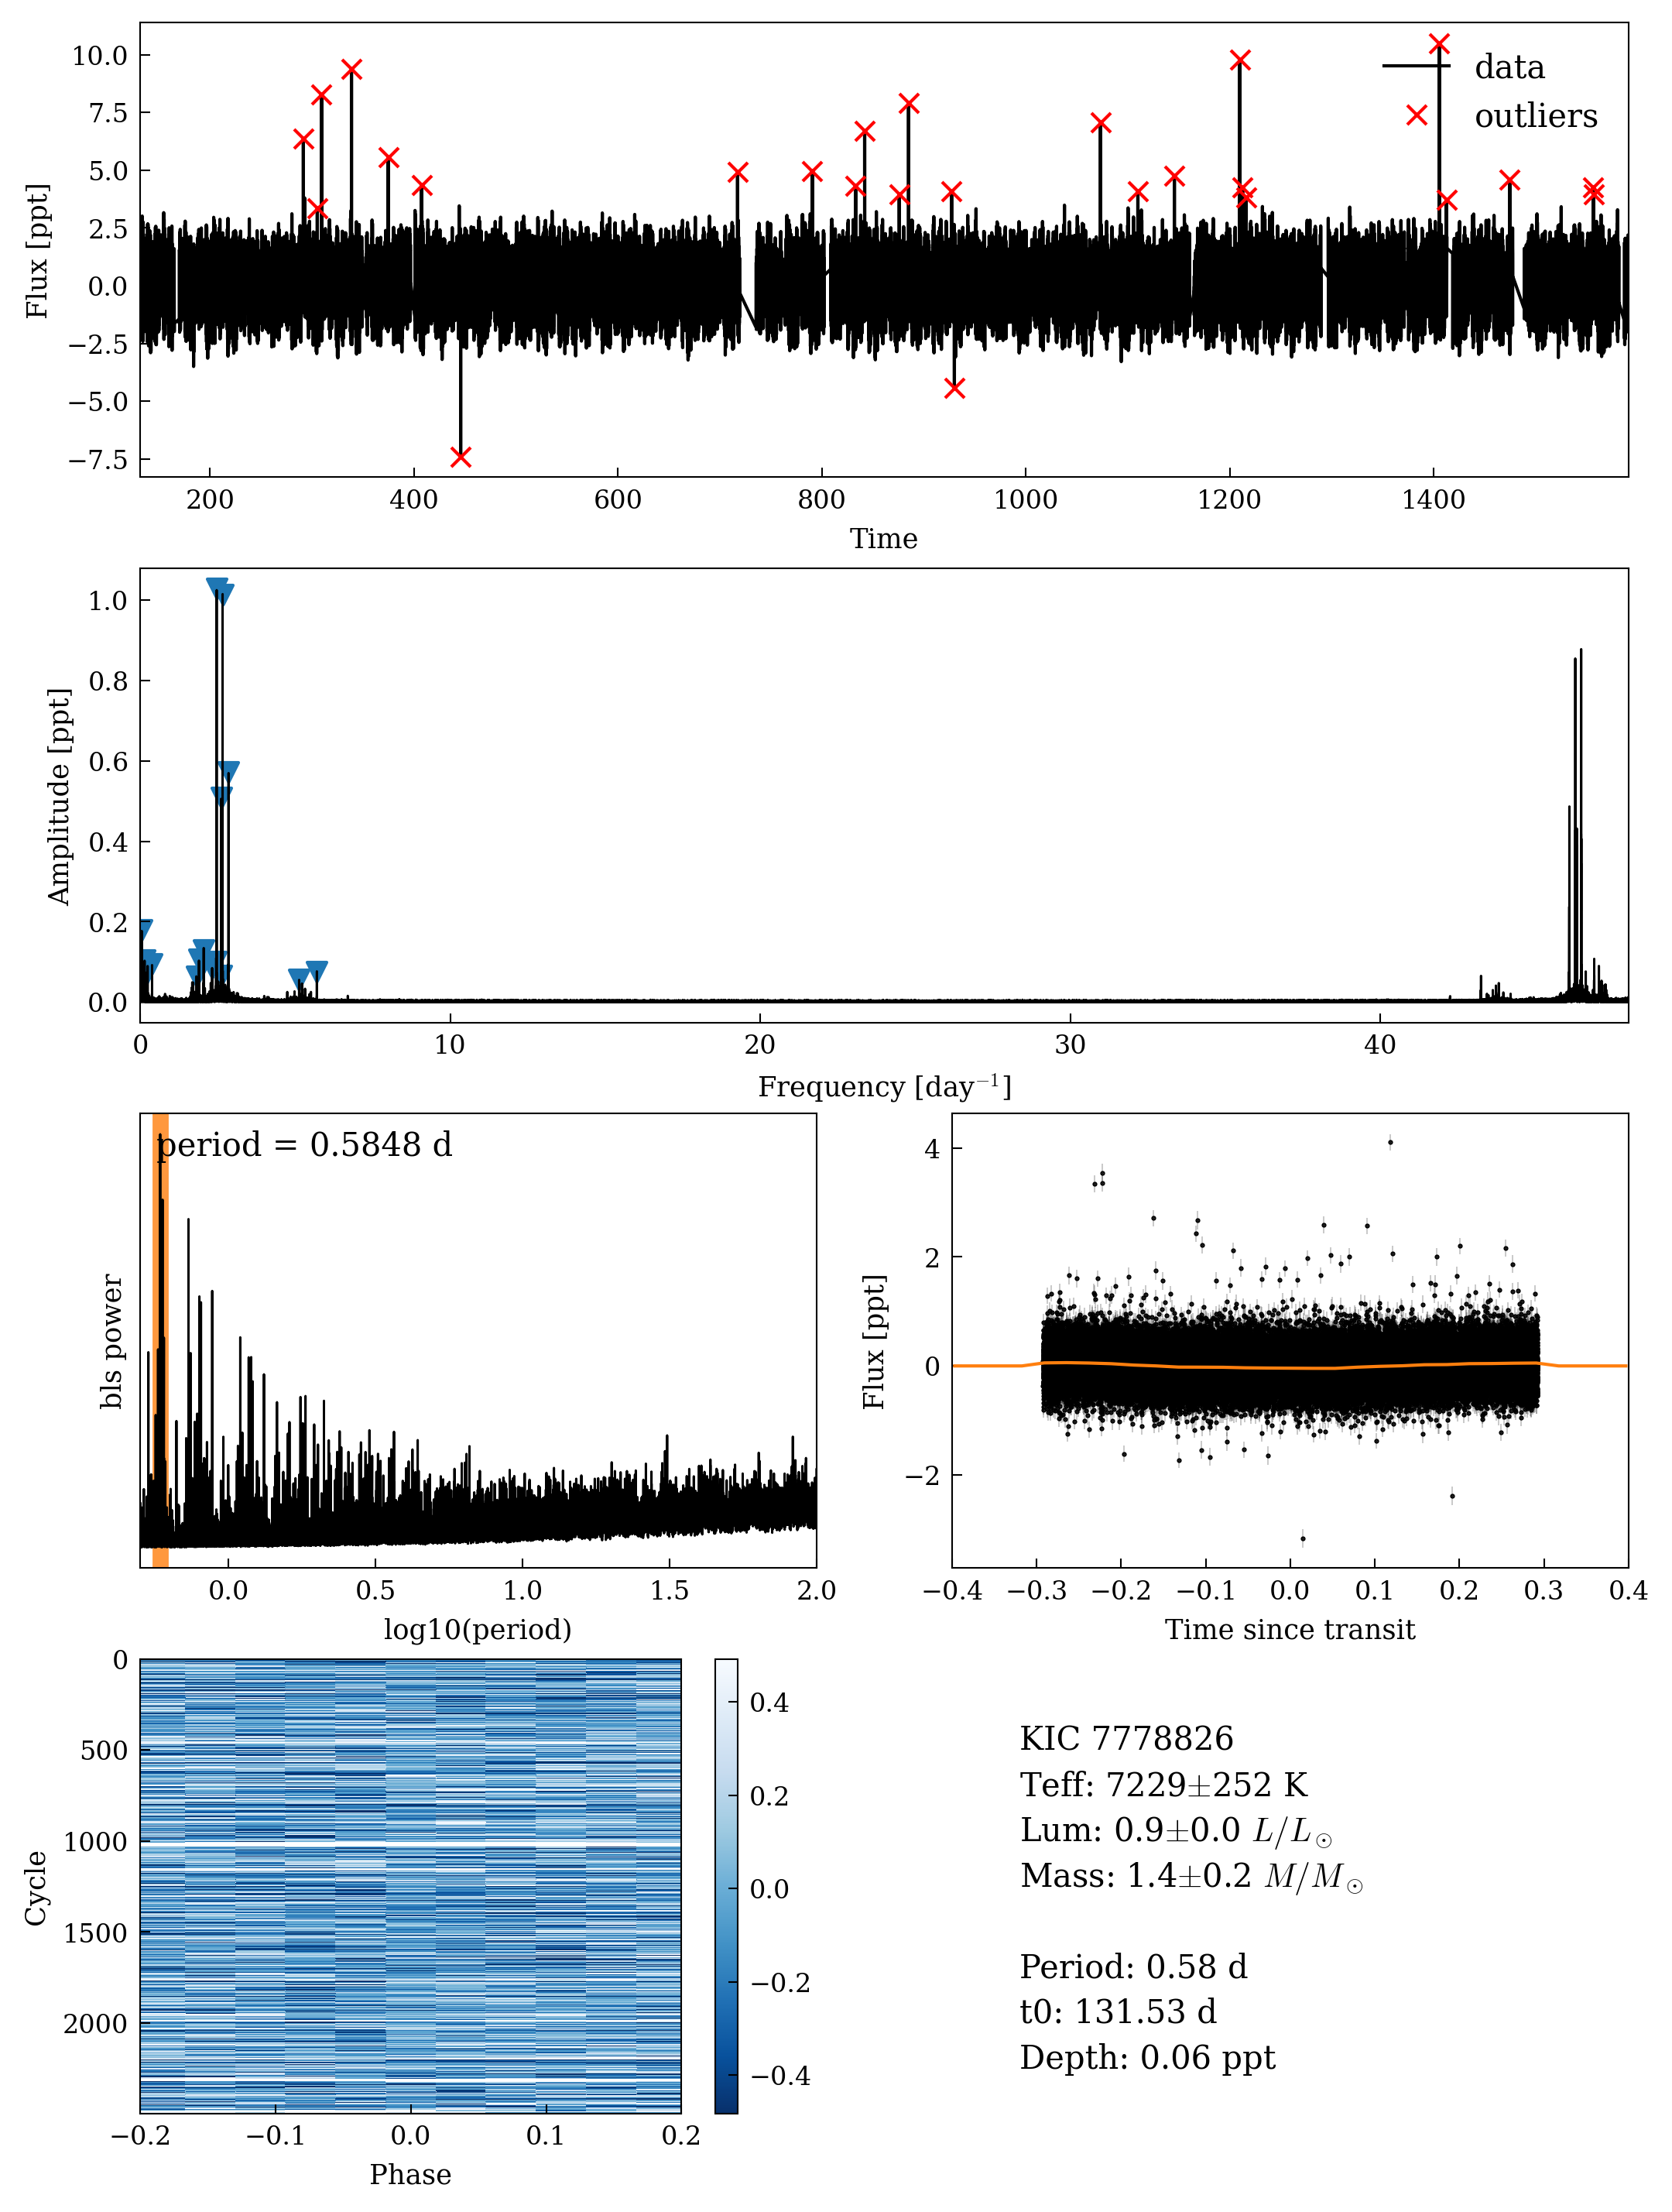 10.0
7.5
5.0
2.5
0.0
−2.5
−5.0
−7.5
Flux [ppt]
data
outliers
200 400 600 800 1000 1200 1400
Time
1.0
0.8
0.6
0.4
0.2
0.0
Amplitude [ppt]
0 10 20 30 40
Frequency [day⁻¹]
period = 0.5848 d
bls power
0.0 0.5 1.0 1.5 2.0
log10(period)
4
2
0
−2
Flux [ppt]
−0.4 −0.3 −0.2 −0.1 0.0 0.1 0.2 0.3 0.4
Time since transit
0
500
1000
1500
2000
Cycle
−0.2 −0.1 0.0 0.1 0.2
Phase
0.4
0.2
0.0
−0.2
−0.4
KIC 7778826
Teff: 7229±252 K
Lum: 0.9±0.0 L/L⊙
Mass: 1.4±0.2 M/M⊙
Period: 0.58 d
t0: 131.53 d
Depth: 0.06 ppt